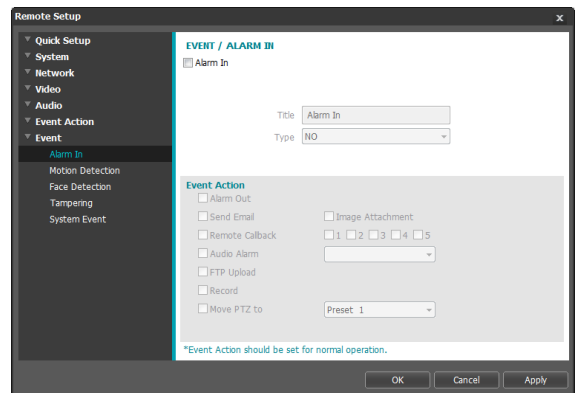 Remote Setup x
Quick Setup
System
Network
Video
Audio
Event Action
Event
Alarm In
Motion Detection
Face Detection
Tampering
System Event
EVENT / ALARM IN
Alarm In
Title Alarm In
Type NO
Event Action
Alarm Out
Send Email Image Attachment
Remote Callback 1 2 3 4 5
Audio Alarm
FTP Upload
Record
Move PTZ to Preset 1
*Event Action should be set for normal operation.
OK Cancel Apply